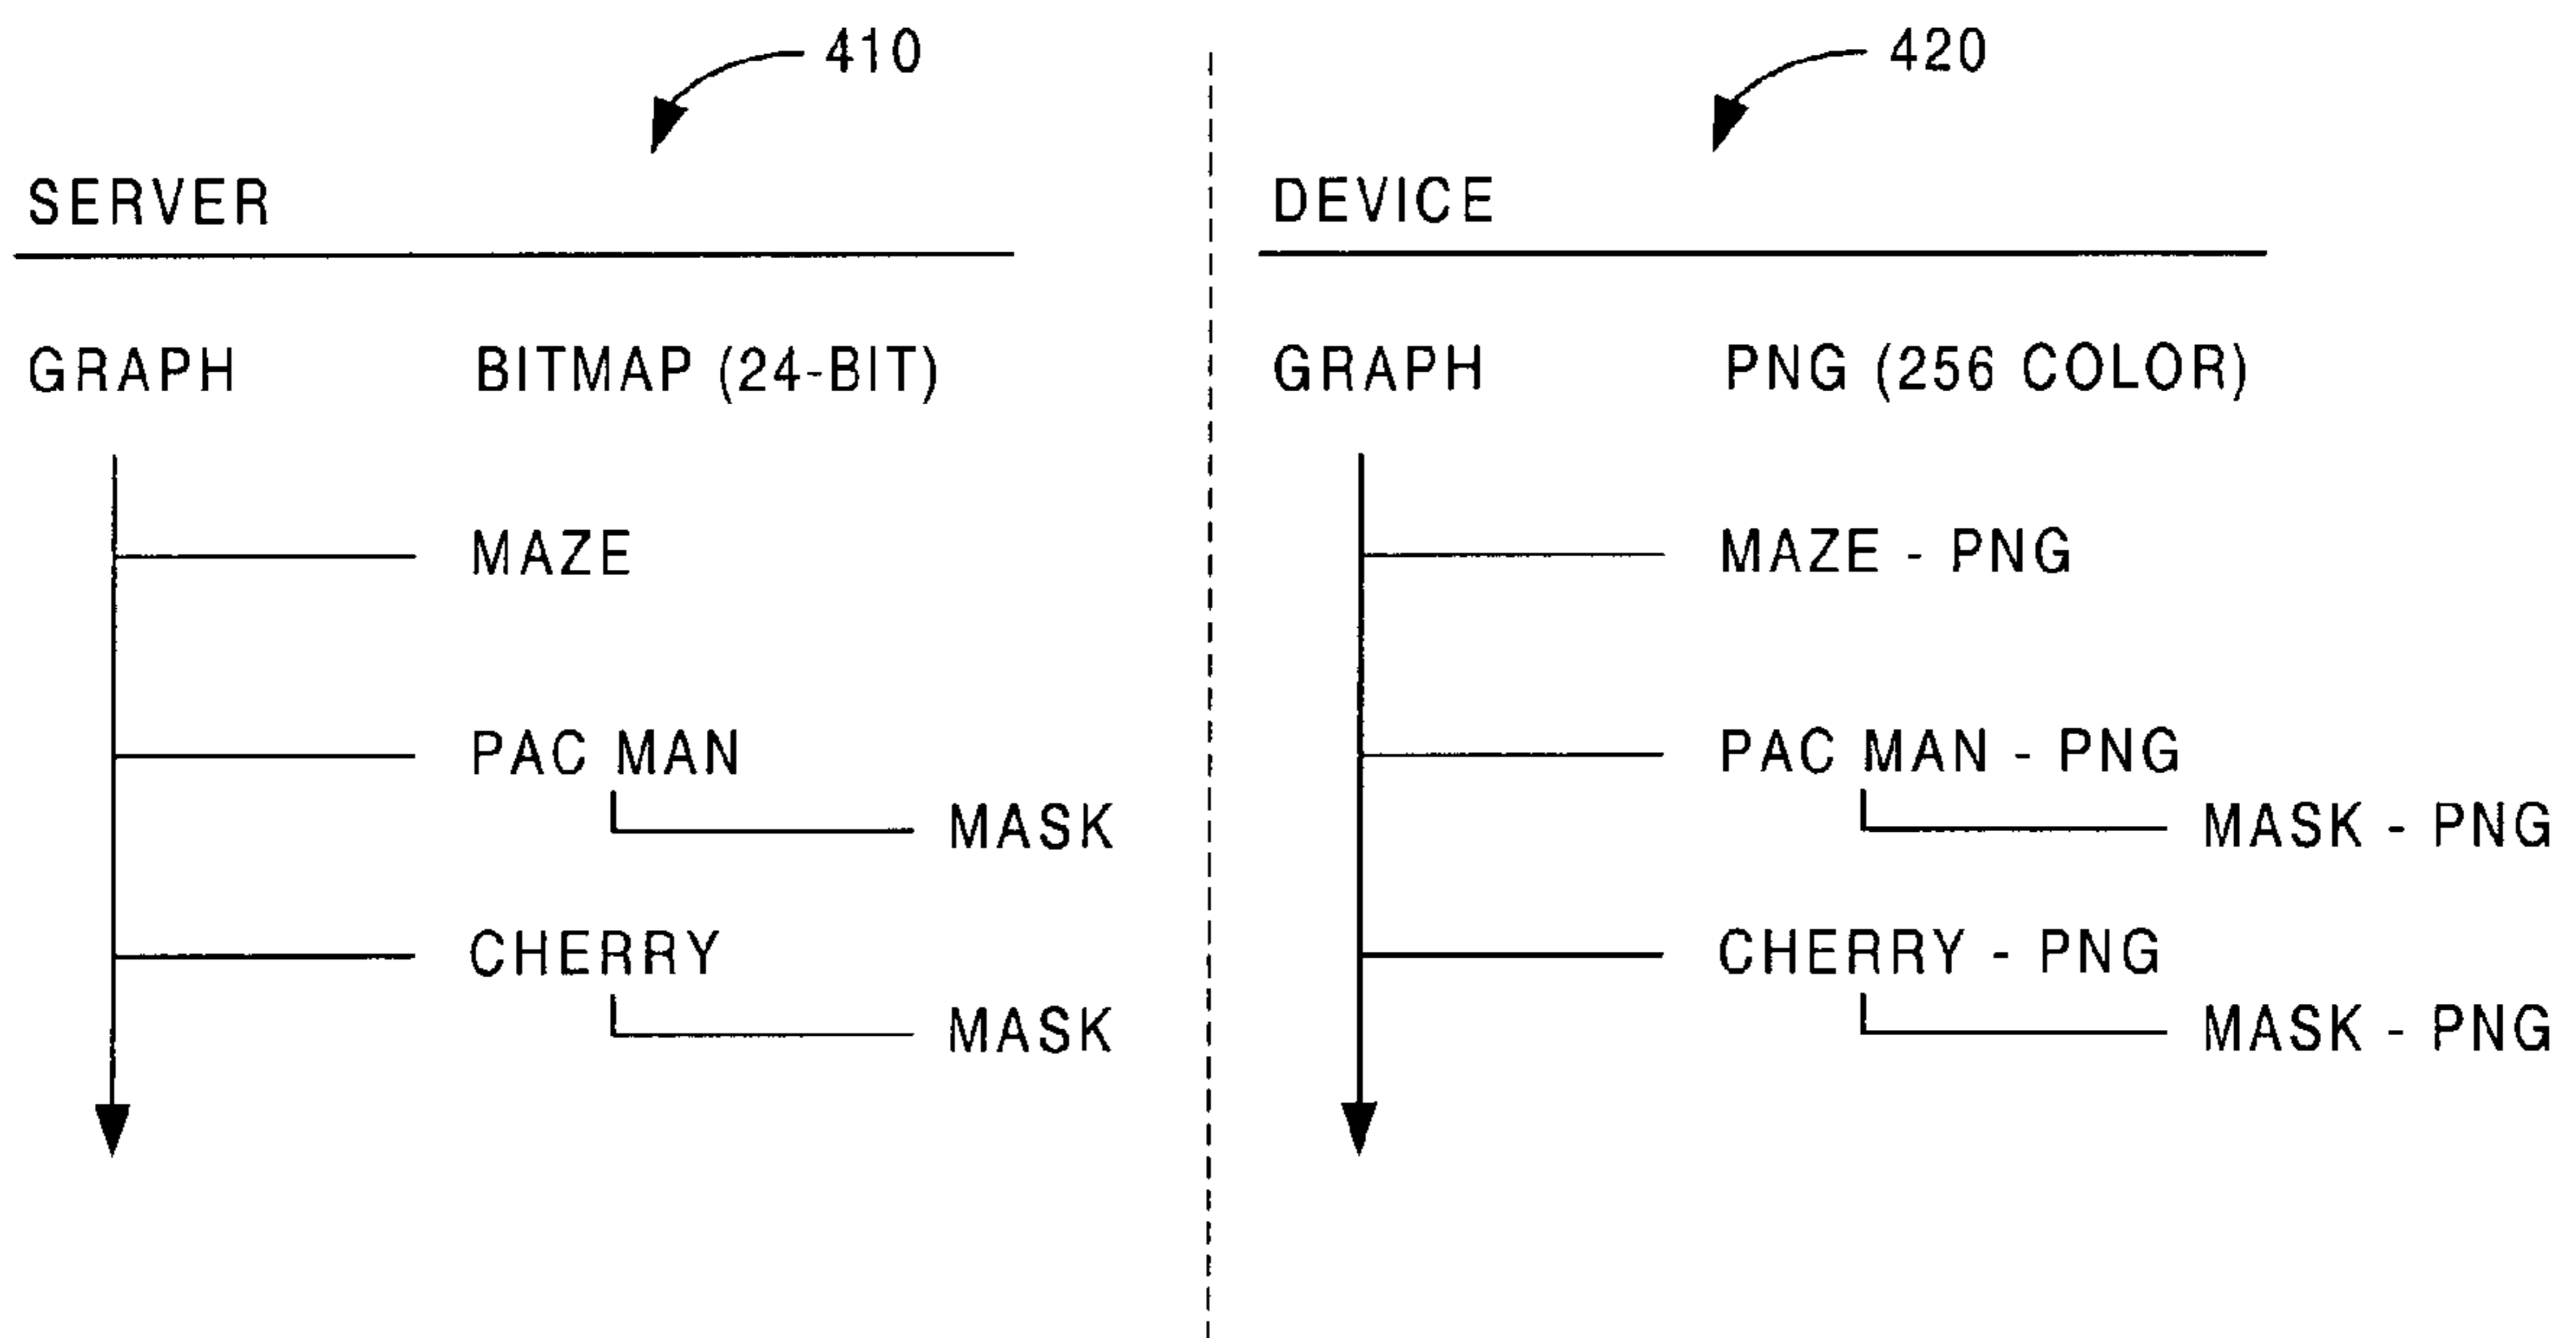 410
SERVER
GRAPH BITMAP (24-BIT)
MAZE
PAC MAN
MASK
CHERRY
MASK
420
DEVICE
GRAPH PNG (256 COLOR)
MAZE - PNG
PAC MAN - PNG
MASK - PNG
CHERRY - PNG
MASK - PNG